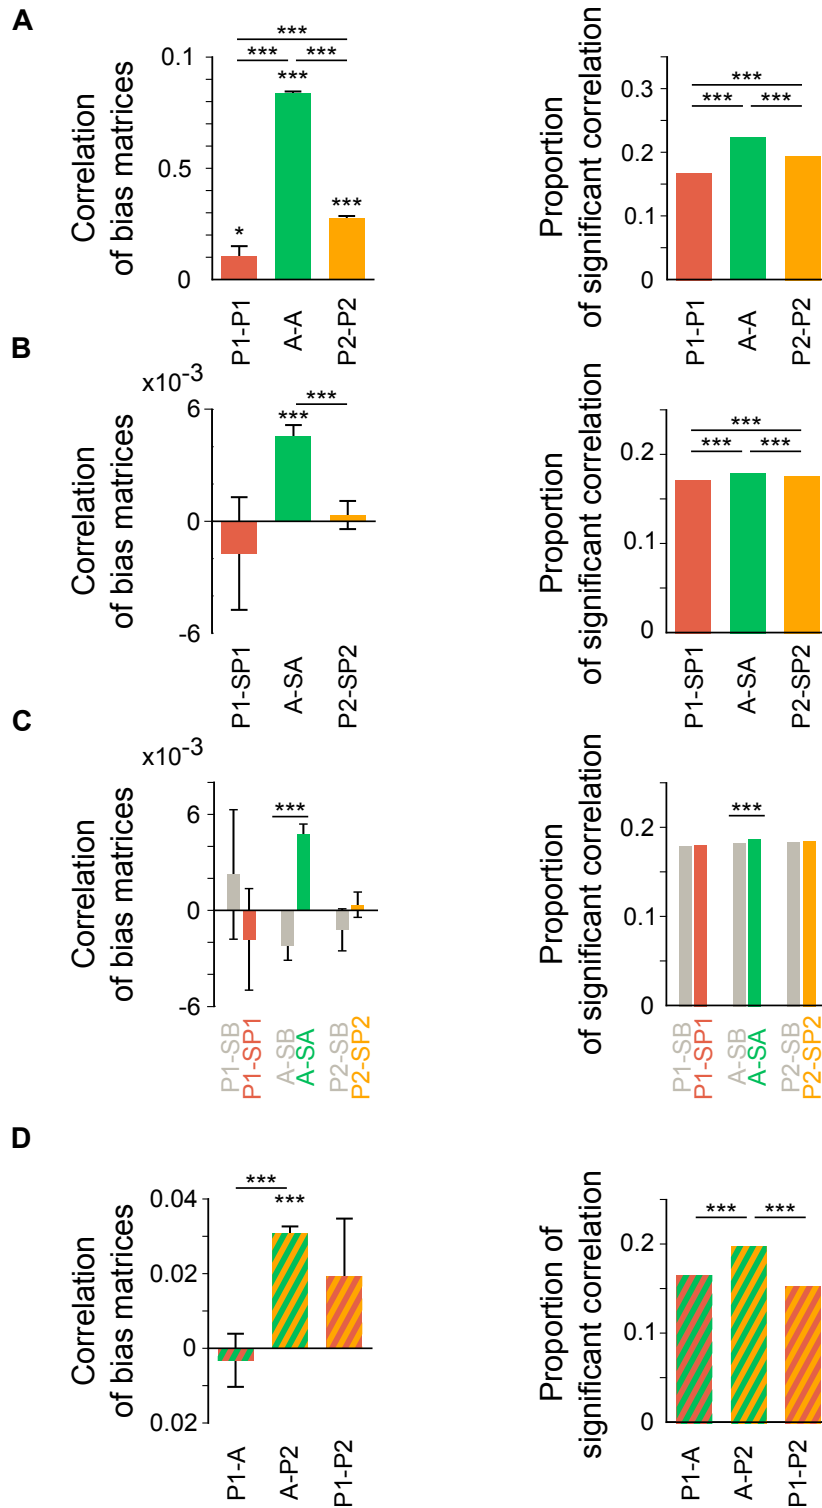 A
Correlation
of bias matrices
0.1
0.5
0
***
*** ***
***
*
***
P1-P1
A-A
P2-P2
Proportion
of significant correlation
0.3
0.2
0.1
0
***
*** ***
P1-P1
A-A
P2-P2
B
x10-3
Correlation
of bias matrices
6
0
-6
***
***
P1-SP1
A-SA
P2-SP2
Proportion
of significant correlation
0.2
0.1
0
***
*** ***
P1-SP1
A-SA
P2-SP2
C
x10-3
Correlation
of bias matrices
6
0
-6
***
P1-SB
P1-SP1
A-SB
A-SA
P2-SB
P2-SP2
Proportion
of significant correlation
0.2
0.1
0
***
P1-SB
P1-SP1
A-SB
A-SA
P2-SB
P2-SP2
D
Correlation
of bias matrices
0.04
0.02
0
0.02
***
***
P1-A
A-P2
P1-P2
Proportion of
significant correlation
0.2
0.1
0
*** ***
P1-A
A-P2
P1-P2